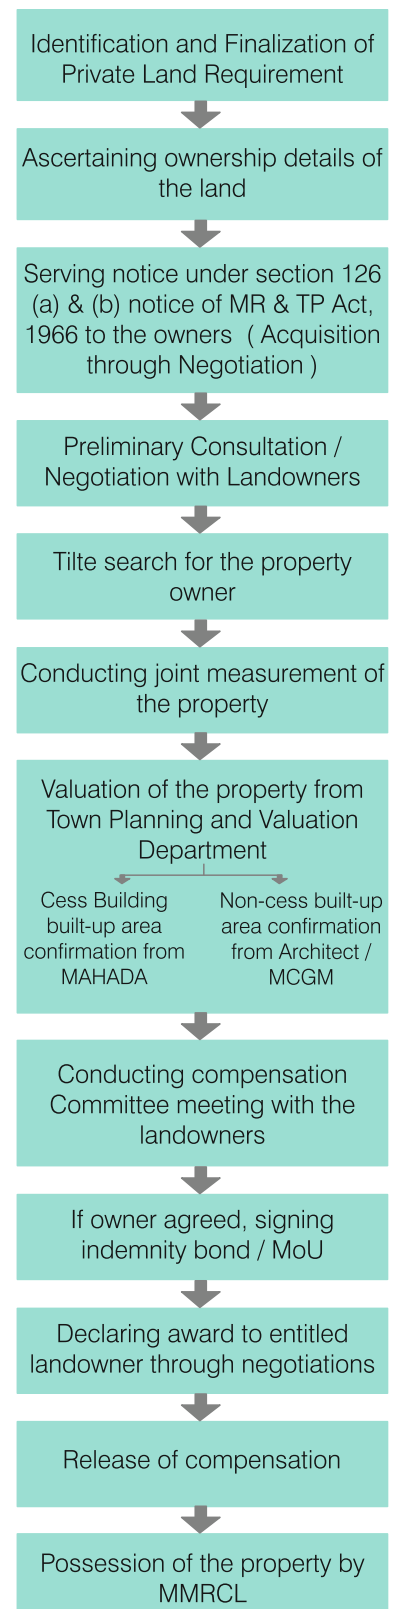 Identification and Finalization of
Private Land Requirement
Ascertaining ownership details of
the land
Serving notice under section 126
(a) & (b) notice of MR & TP Act,
1966 to the owners ( Acquisition
through Negotiation )
Preliminary Consultation /
Negotiation with Landowners
Tilte search for the property
owner
Conducting joint measurement of
the property
Valuation of the property from
Town Planning and Valuation
Department
Cess Building
built-up area
confirmation from
MAHADA
Non-cess built-up
area confirmation
from Architect /
MCGM
Conducting compensation
Committee meeting with the
landowners
If owner agreed, signing
indemnity bond / MoU
Declaring award to entitled
landowner through negotiations
Release of compensation
Possession of the property by
MMRCL